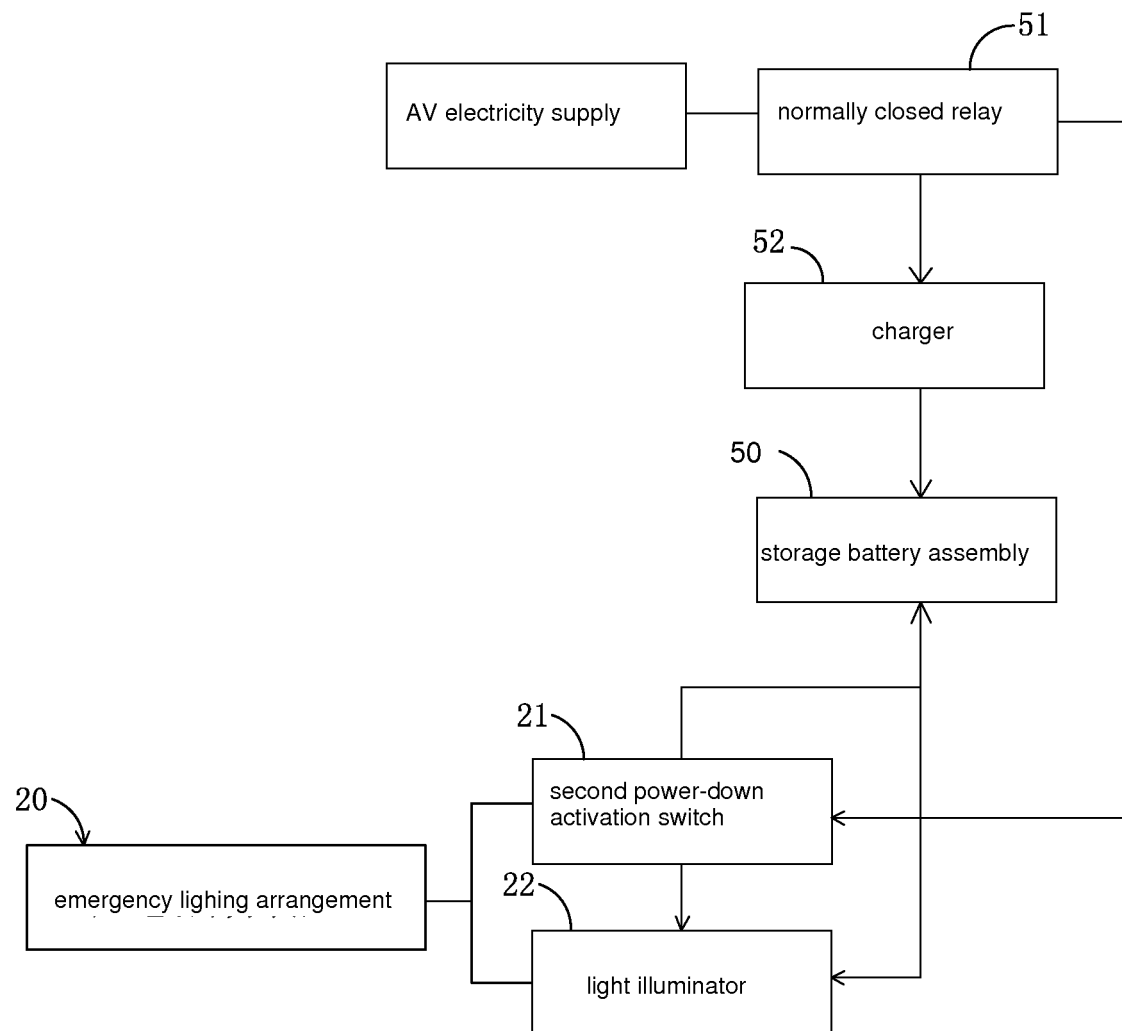 51
AV electricity supply
normally closed relay
52
charger
50
storage battery assembly
21
second power-down
activation switch
20
emergency lighing arrangement
22
light illuminator